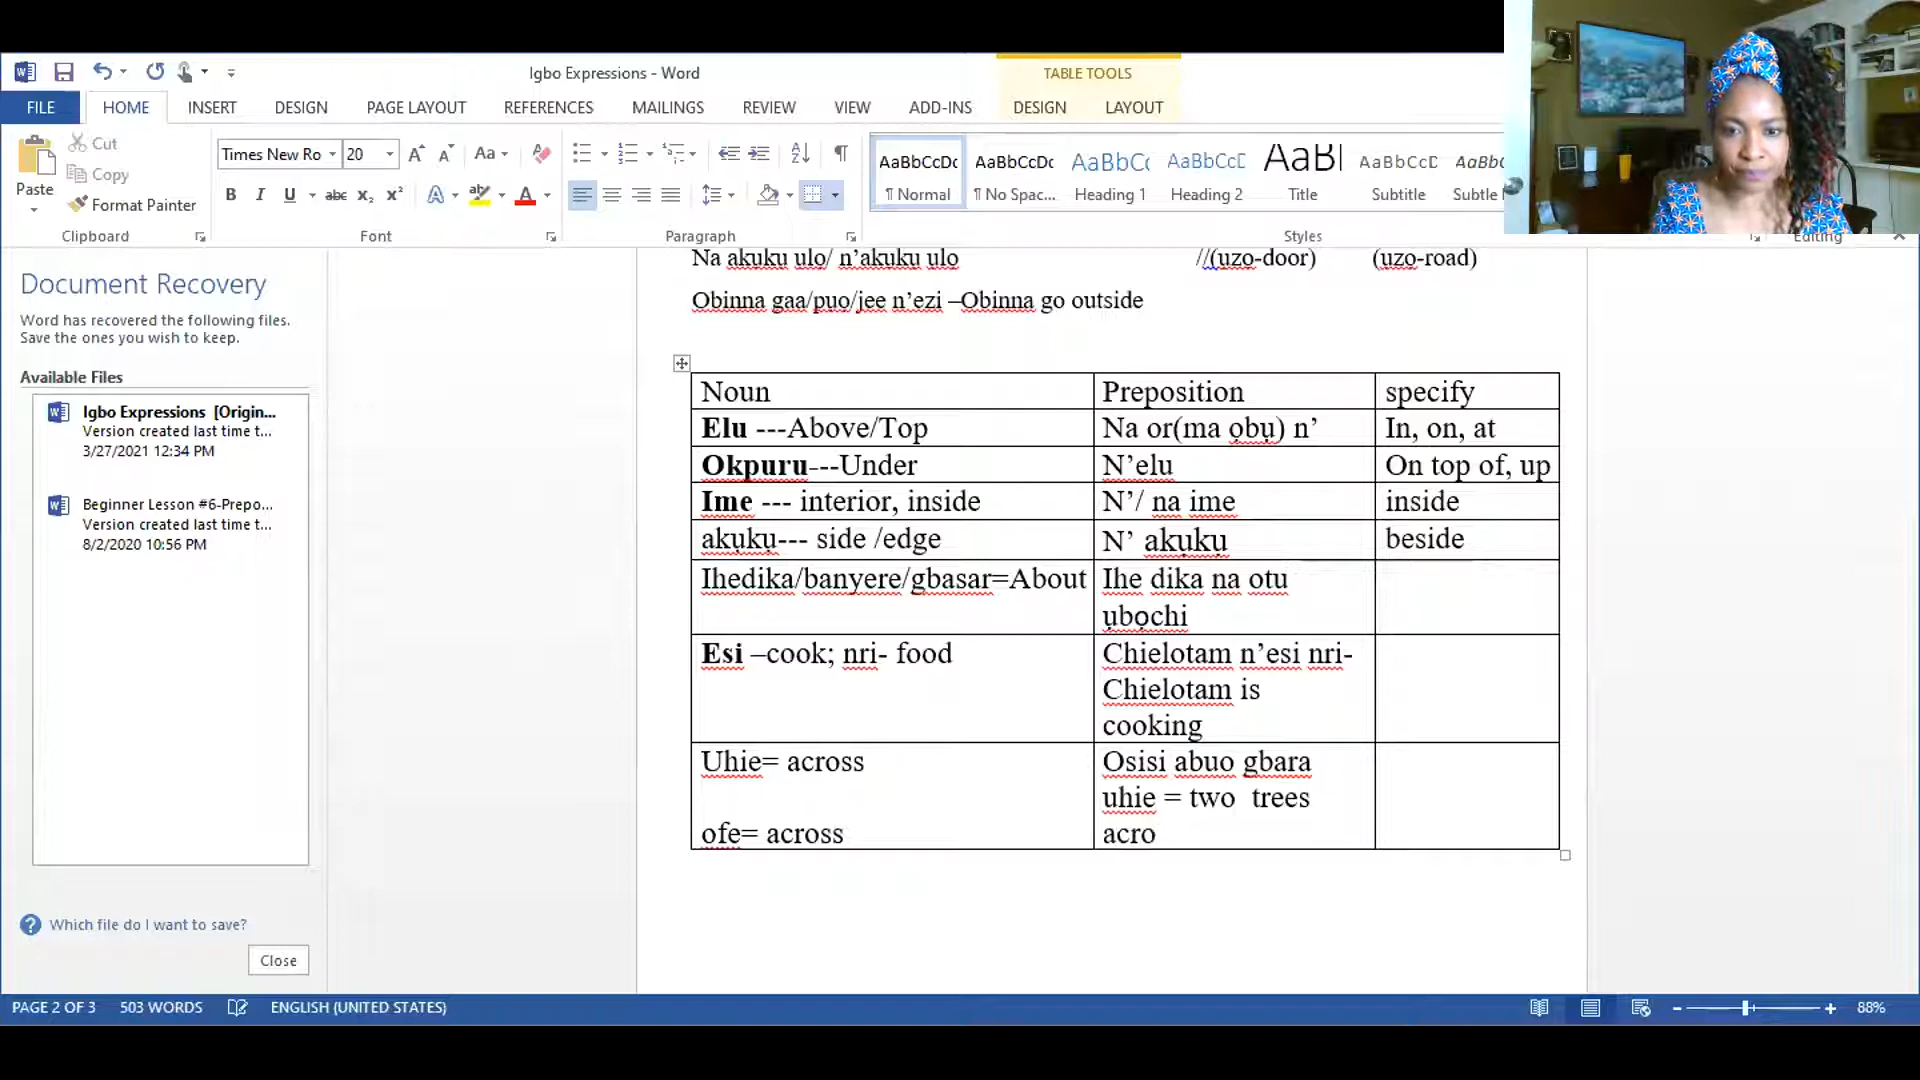 Igbo Expressions - Word
TABLE TOOLS
FILE HOME INSERT DESIGN PAGE LAYOUT REFERENCES MAILINGS REVIEW VIEW ADD-INS DESIGN LAYOUT
Paste
Cut
Copy
Format Painter
Clipboard
Times New Ro 20
Font
Paragraph
AaBbCcDc AaBbCcDc AaBbC AaBbCcD AaB AaBbCcD AaBb
¶ Normal ¶ No Spac... Heading 1 Heading 2 Title Subtitle Subtle
Styles
Editing
Document Recovery
Word has recovered the following files.
Save the ones you wish to keep.
Available Files
Igbo Expressions [Origin...
Version created last time t...
3/27/2021 12:34 PM
Beginner Lesson #6-Prepo...
Version created last time t...
8/2/2020 10:56 PM
Which file do I want to save?
Close
Na akuku ulo/ n’akuku ulo //(uzo-door) (uzo-road)
Obinna gaa/puo/jee n’ezi –Obinna go outside
Noun Preposition specify
Elu ---Above/Top Na or(ma ọbụ) n’ In, on, at
Okpuru---Under N’elu On top of, up
Ime --- interior, inside N’/ na ime inside
akụkụ--- side /edge N’ akụkụ beside
Ihedika/banyere/gbasar=About Ihe dika na otu
ụbọchi
Esi –cook; nri- food Chielotam n’esi nri-
Chielotam is
cooking
Uhie= across Osisi abuo gbara
uhie = two trees
ofe= across acro
PAGE 2 OF 3 503 WORDS ENGLISH (UNITED STATES) 88%